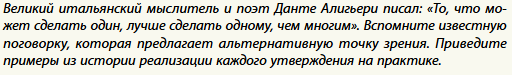 Великий итальянский мыслитель и поэт Данте Алигьери писал: «То, что мо-
жет сделать один, лучше сделать одному, чем многим». Вспомните известную
поговорку, которая предлагает альтернативную точку зрения. Приведите
примеры из истории реализации каждого утверждения на практике.